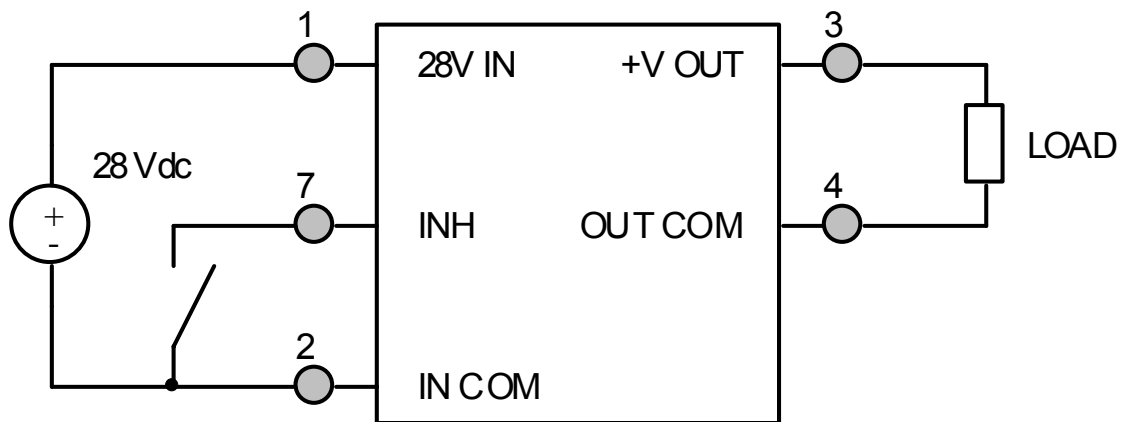 1
3
28V IN
+V OUT
28 Vdc
LOAD
7
4
+
-
INH
OUT COM
2
IN COM